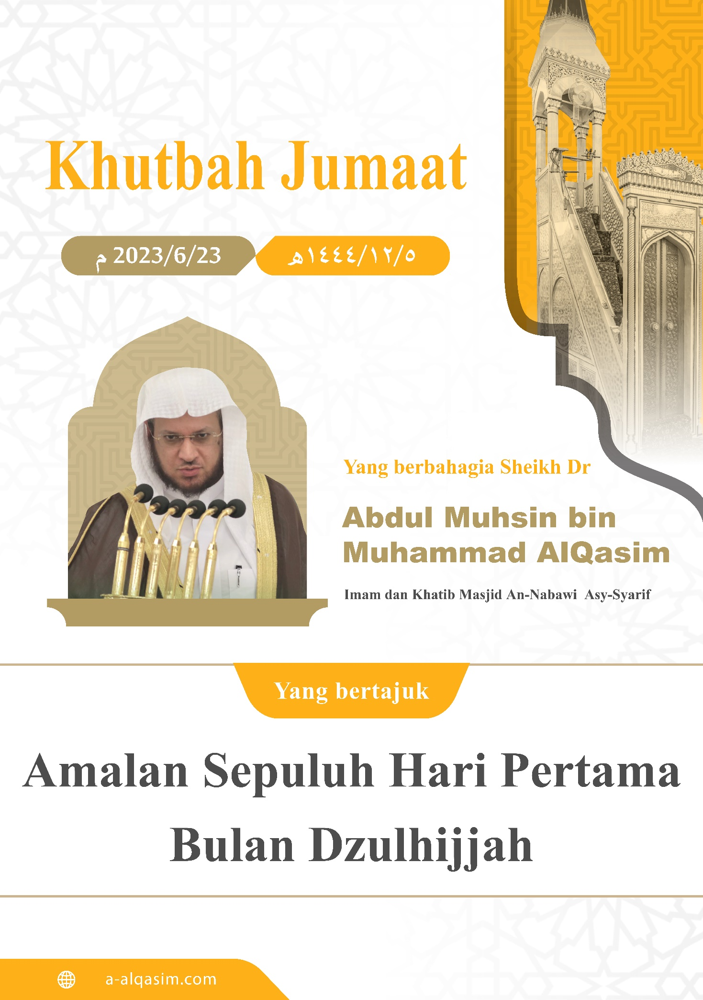 Khutbah Jumaat
2023/6/23 م
١٤٤٤/١٢/٥هـ
Yang berbahagia Sheikh Dr
Abdul Muhsin bin
Muhammad AlQasim
Imam dan Khatib Masjid An-Nabawi Asy-Syarif
Yang bertajuk
Amalan Sepuluh Hari Pertama
Bulan Dzulhijjah
a-alqasim.com